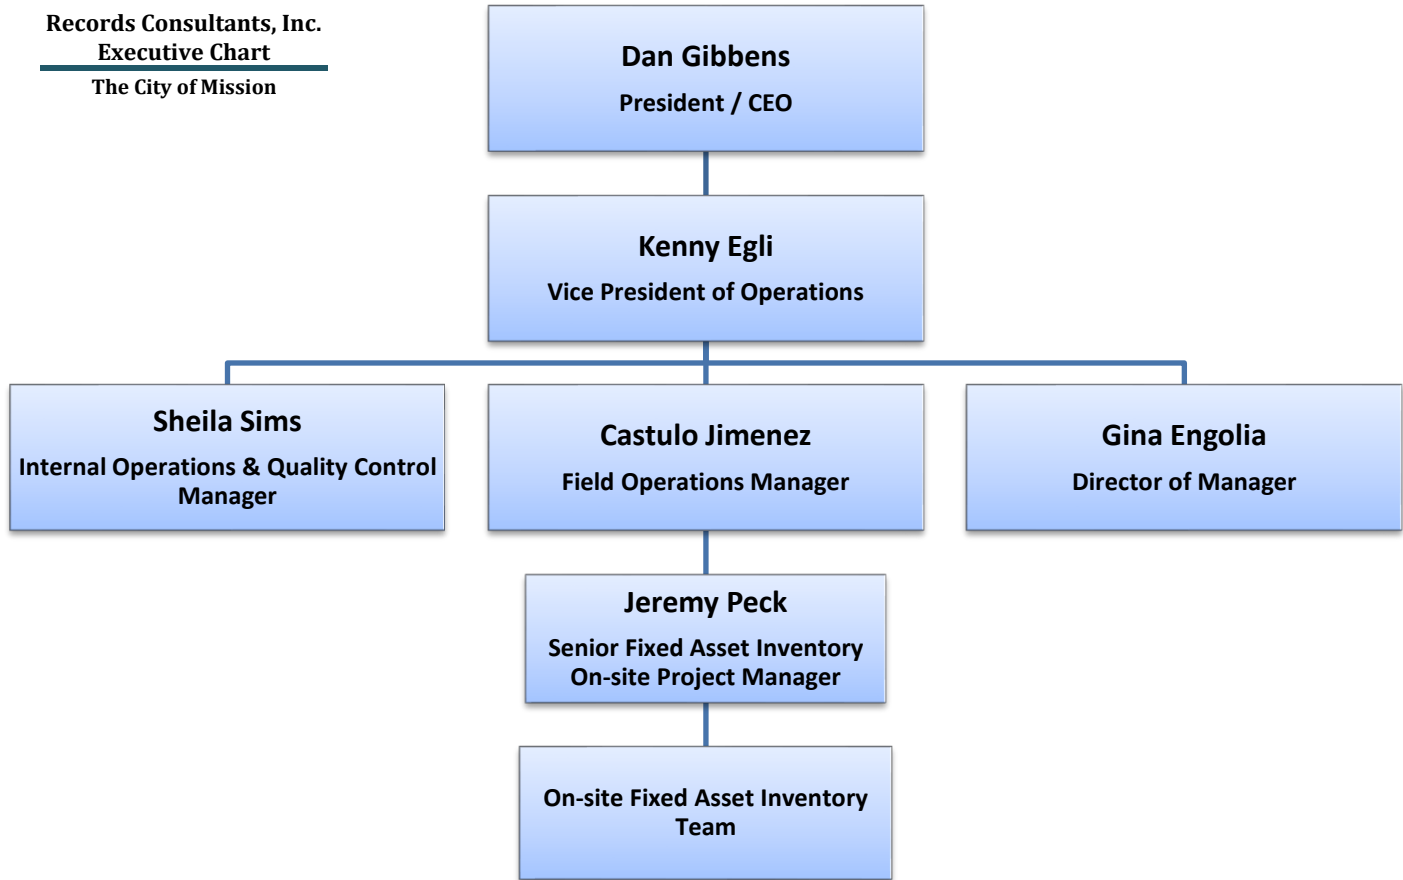 Records Consultants, Inc.
Executive Chart
The City of Mission
Dan Gibbens
President / CEO
Kenny Egli
Vice President of Operations
Sheila Sims
Internal Operations & Quality Control
Manager
Castulo Jimenez
Field Operations Manager
Gina Engolia
Director of Manager
Jeremy Peck
Senior Fixed Asset Inventory
On-site Project Manager
On-site Fixed Asset Inventory
Team